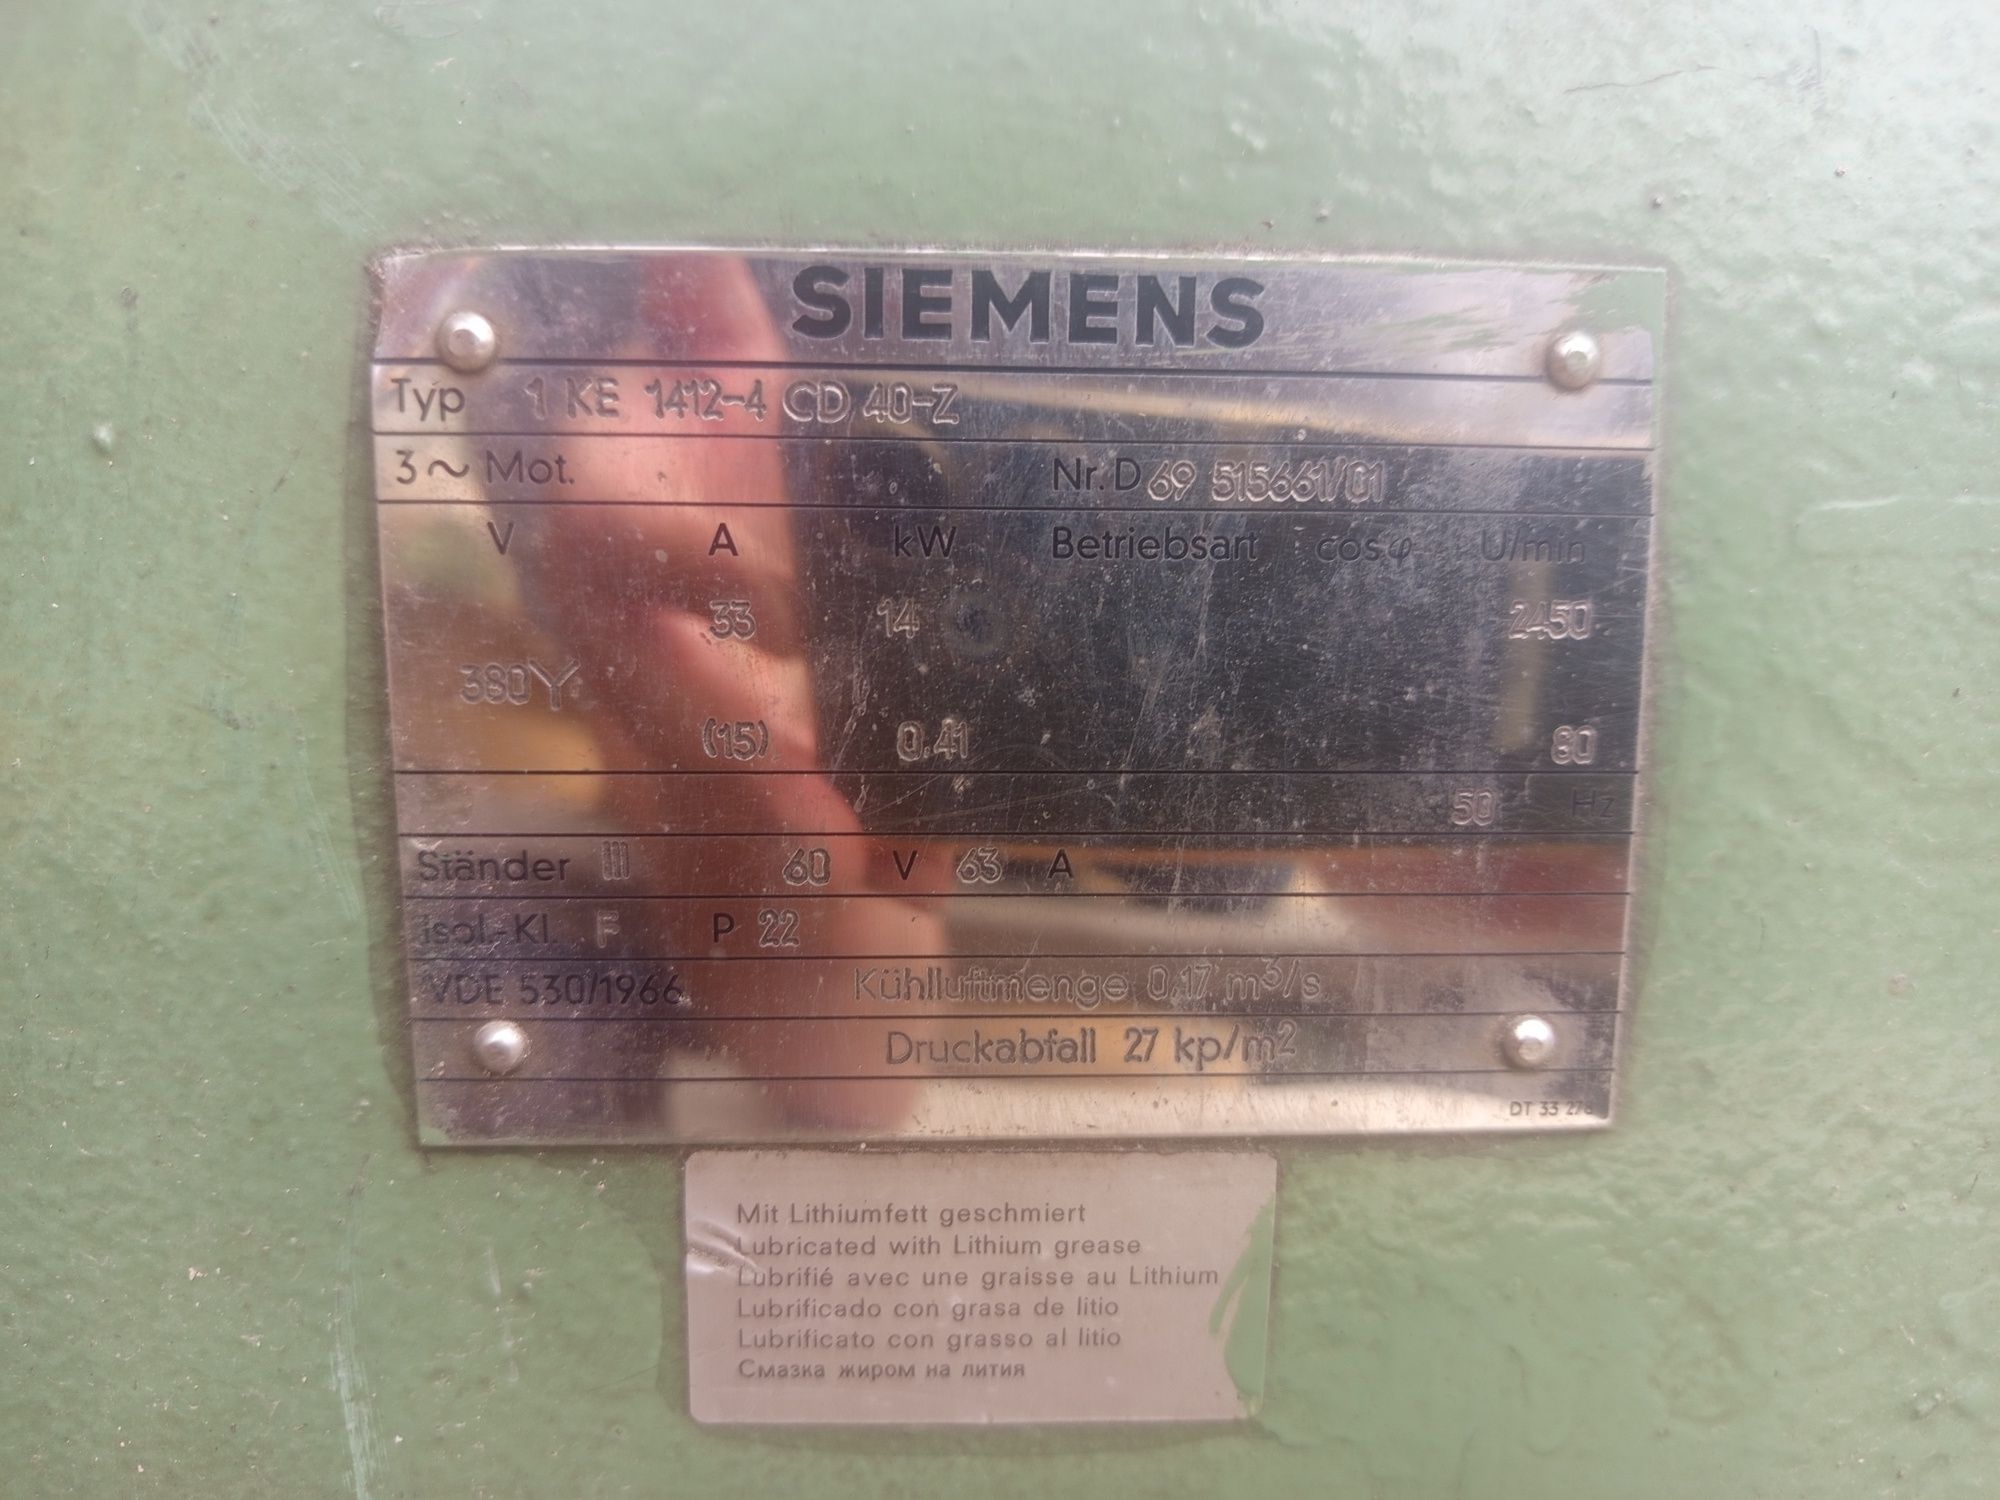 SIEMENS
Typ 1 KE 1412-4 CD 40-Z
3~ Mot. Nr. D 69 515661/01
V A kW Betriebsart cos φ U/min
33 14 2450
380Y
(15) 0.41 80
50 Hz
Ständer III 60 V 63 A
Isol.-Kl. F P 22
VDE 530/1966 Kühlluftmenge 0,17 m³/s
Druckabfall 27 kp/m²
DT 33 278
Mit Lithiumfett geschmiert
Lubricated with Lithium grease
Lubrifié avec une graisse au Lithium
Lubrificado con grasa de litio
Lubrificato con grasso al litio
Смазка жиром на лития